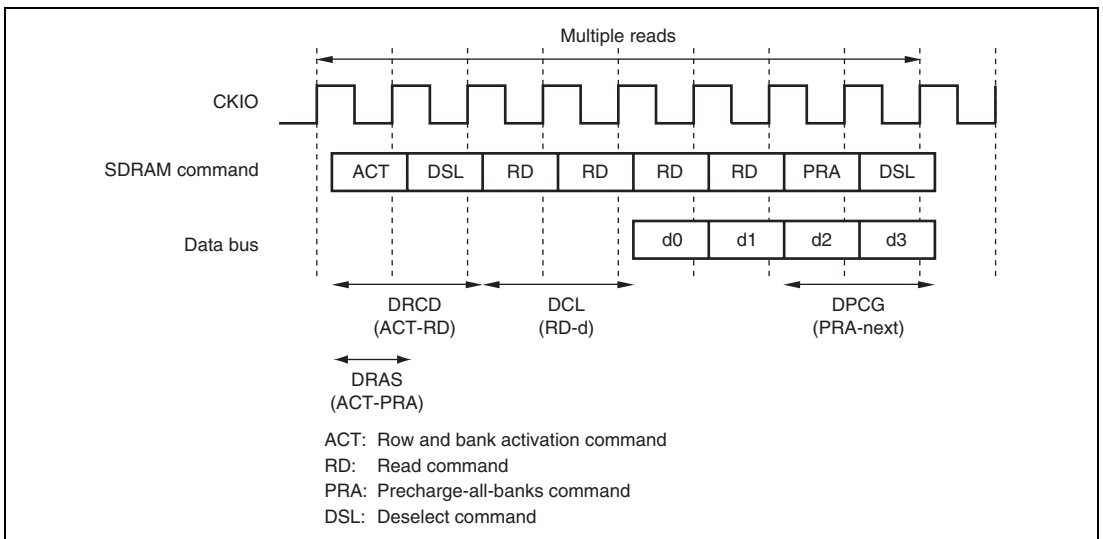 Multiple reads
CKIO
SDRAM command
ACT DSL RD RD RD RD PRA DSL
Data bus
d0 d1 d2 d3
DRCD DCL DPCG
(ACT-RD) (RD-d) (PRA-next)
DRAS
(ACT-PRA)
ACT: Row and bank activation command
RD: Read command
PRA: Precharge-all-banks command
DSL: Deselect command